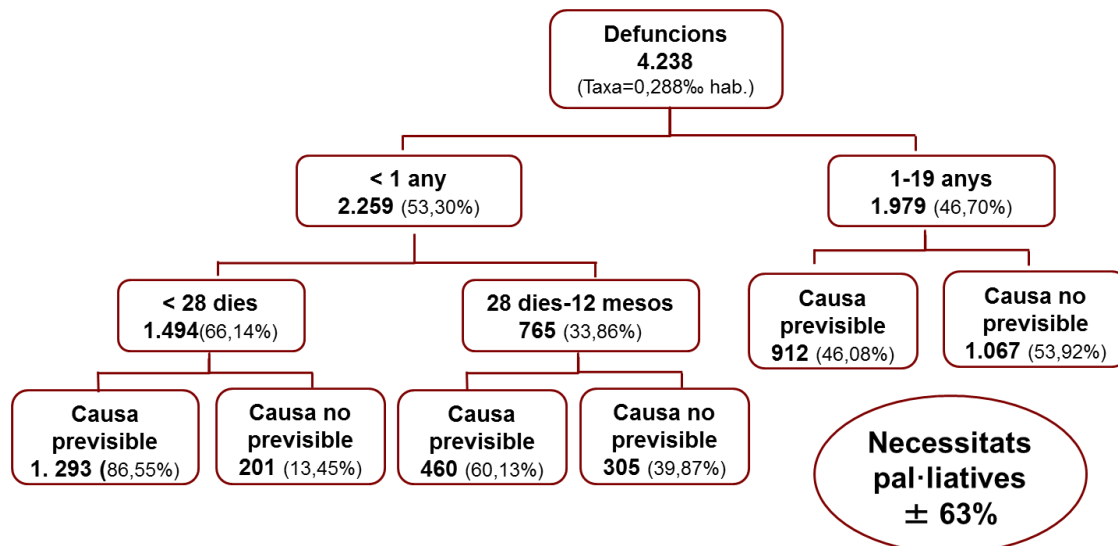 Defuncions
4.238
(Taxa=0,288‰ hab.)
< 1 any
2.259 (53,30%)
1-19 anys
1.979 (46,70%)
< 28 dies
1.494(66,14%)
28 dies-12 mesos
765 (33,86%)
Causa
previsible
912 (46,08%)
Causa no
previsible
1.067 (53,92%)
Causa
previsible
1. 293 (86,55%)
Causa no
previsible
201 (13,45%)
Causa
previsible
460 (60,13%)
Causa no
previsible
305 (39,87%)
Necessitats
pal·liatives
± 63%